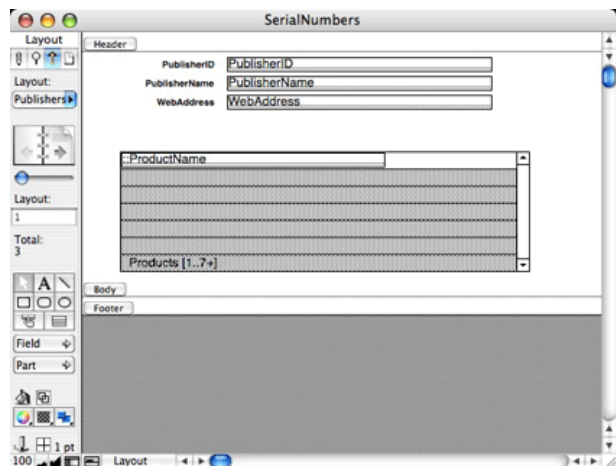 SerialNumbers
Layout
Header
Layout:
Publishers
PublisherID PublisherID
PublisherName PublisherName
WebAddress WebAddress
::ProductName
Layout:
1
Total:
3
Products [1..7+]
A
Body
Footer
Field
Part
1 pt
100 Layout